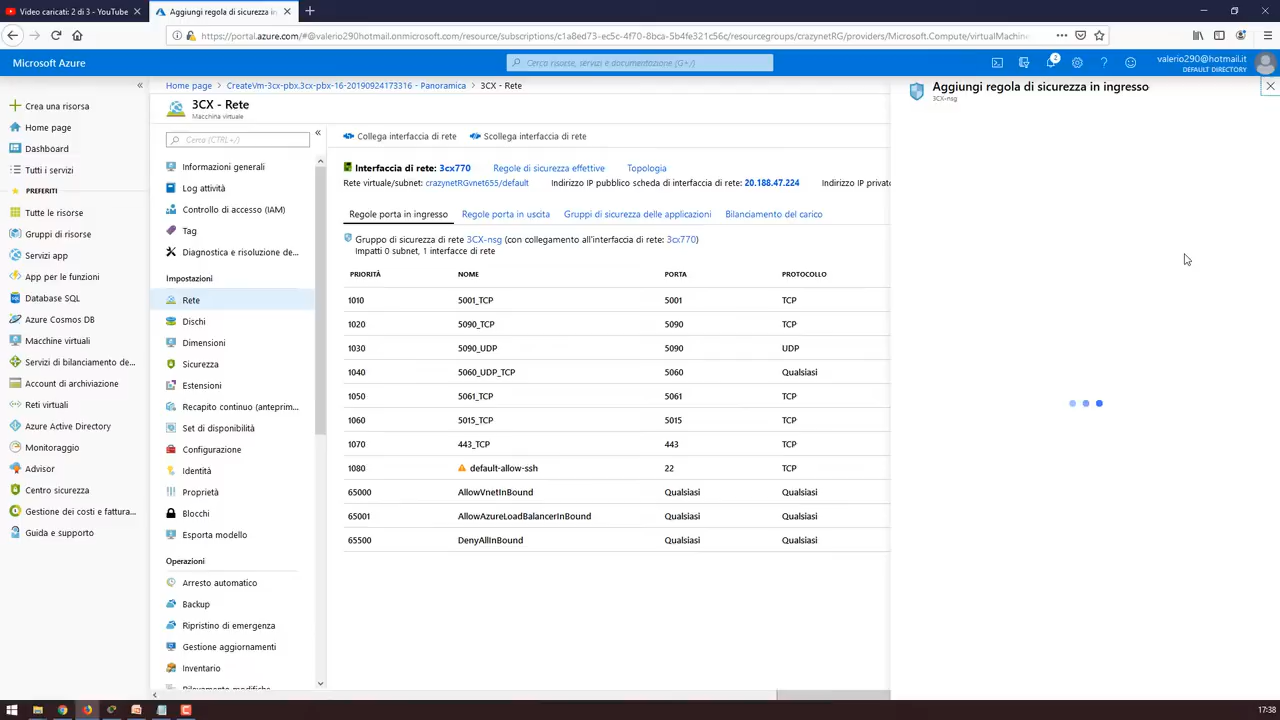 Video caricati: 2 di 3 - YouTube
Aggiungi regola di sicurezza in
https://portal.azure.com/#@valerio290hotmail.onmicrosoft.com/resource/subscriptions/c1a8ed73-ec5c-4f70-8bca-5b4fe321c56c/resourcegroups/crazynetRG/providers/Microsoft.Compute/virtualMachine
Microsoft Azure
Cerca risorse, servizi e documentazione (G+/)
2
valerio290@hotmail.it
DEFAULT DIRECTORY
Crea una risorsa
Home page
Dashboard
Tutti i servizi
PREFERITI
Tutte le risorse
Gruppi di risorse
Servizi app
App per le funzioni
Database SQL
Azure Cosmos DB
Macchine virtuali
Servizi di bilanciamento de...
Account di archiviazione
Reti virtuali
Azure Active Directory
Monitoraggio
Advisor
Centro sicurezza
Gestione dei costi e fattura...
Guida e supporto
Home page > CreateVm-3cx-pbx.3cx-pbx-16-20190924173316 - Panoramica > 3CX - Rete
3CX - Rete
Macchina virtuale
Cerca (CTRL+/)
Informazioni generali
Log attività
Controllo di accesso (IAM)
Tag
Diagnostica e risoluzione de...
Impostazioni
Rete
Dischi
Dimensioni
Sicurezza
Estensioni
Recapito continuo (anteprim...
Set di disponibilità
Configurazione
Identità
Proprietà
Blocchi
Esporta modello
Operazioni
Arresto automatico
Backup
Ripristino di emergenza
Gestione aggiornamenti
Inventario
Collega interfaccia di rete Scollega interfaccia di rete
Interfaccia di rete: 3cx770 Regole di sicurezza effettive Topologia
Rete virtuale/subnet: crazynetRGvnet655/default Indirizzo IP pubblico scheda di interfaccia di rete: 20.188.47.224 Indirizzo IP privato
Regole porta in ingresso Regole porta in uscita Gruppi di sicurezza delle applicazioni Bilanciamento del carico
Gruppo di sicurezza di rete 3CX-nsg (con collegamento all'interfaccia di rete: 3cx770)
Impatti 0 subnet, 1 interfacce di rete
PRIORITÀ NOME PORTA PROTOCOLLO
1010 5001_TCP 5001 TCP
1020 5090_TCP 5090 TCP
1030 5090_UDP 5090 UDP
1040 5060_UDP_TCP 5060 Qualsiasi
1050 5061_TCP 5061 TCP
1060 5015_TCP 5015 TCP
1070 443_TCP 443 TCP
1080 default-allow-ssh 22 TCP
65000 AllowVnetInBound Qualsiasi Qualsiasi
65001 AllowAzureLoadBalancerInBound Qualsiasi Qualsiasi
65500 DenyAllInBound Qualsiasi Qualsiasi
Aggiungi regola di sicurezza in ingresso
3CX-nsg
17:38